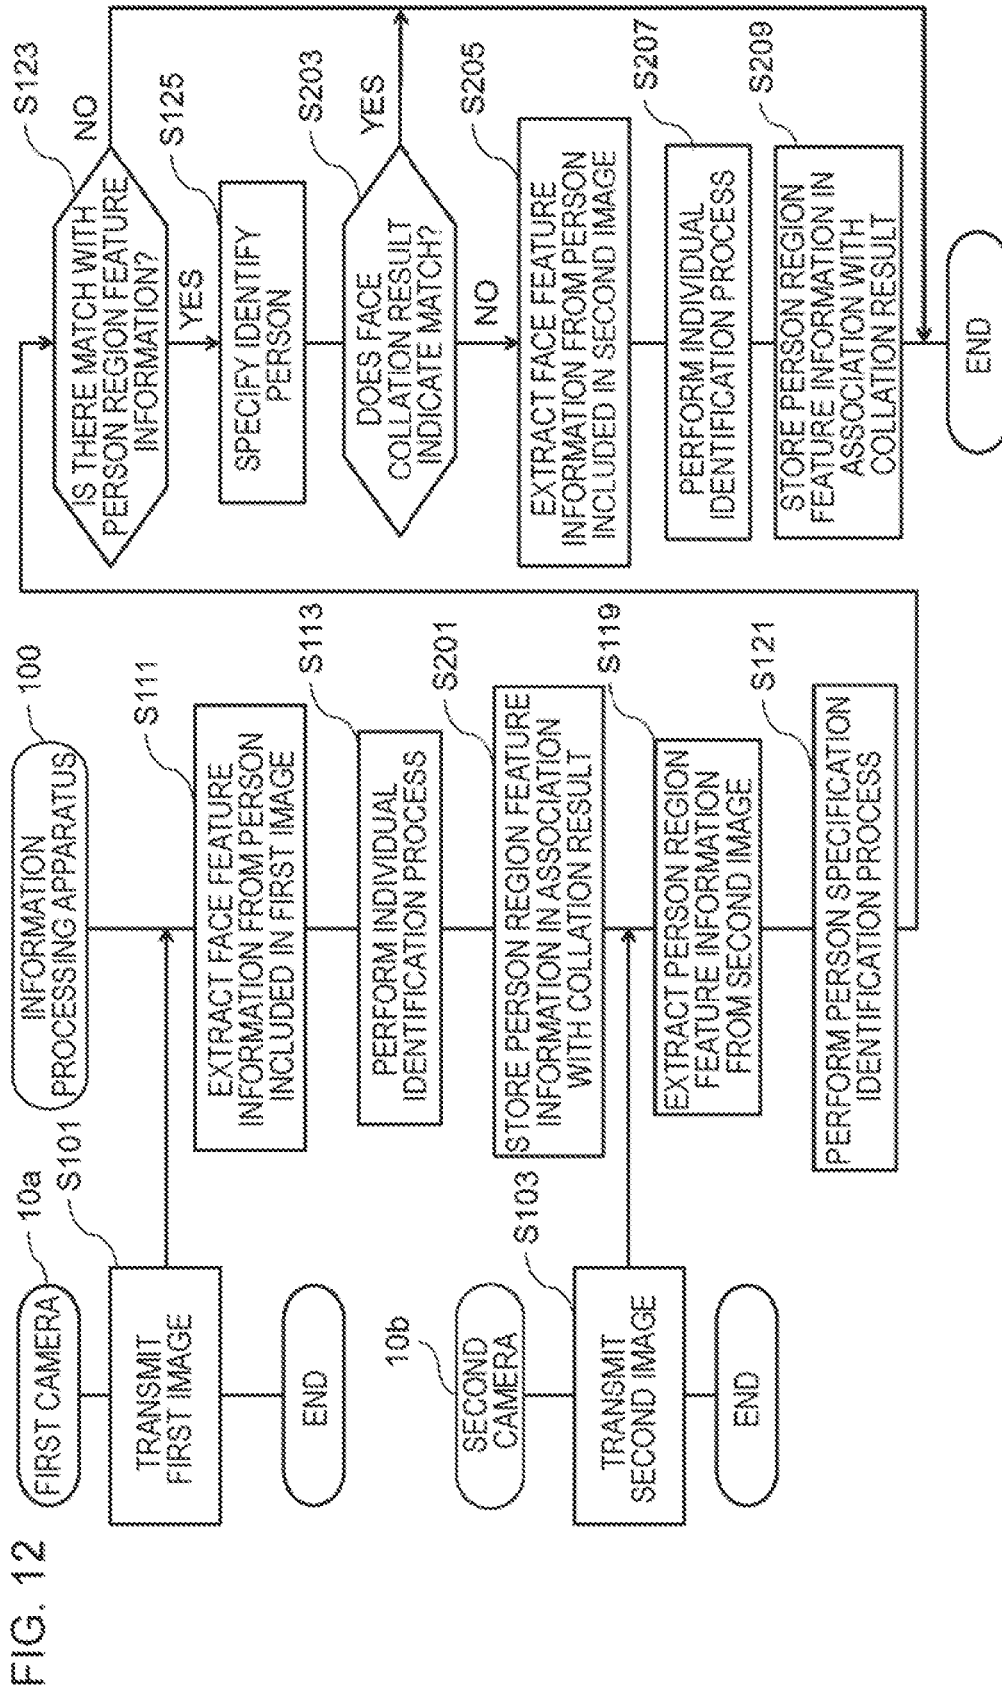 FIG. 12
FIRST CAMERA
10a
TRANSMIT
FIRST IMAGE
S101
END
10b
SECOND
CAMERA
S103
TRANSMIT
SECOND IMAGE
END
100
INFORMATION
PROCESSING APPARATUS
S111
EXTRACT FACE FEATURE
INFORMATION FROM PERSON
INCLUDED IN FIRST IMAGE
S113
PERFORM INDIVIDUAL
IDENTIFICATION PROCESS
S201
STORE PERSON REGION FEATURE
INFORMATION IN ASSOCIATION
WITH COLLATION RESULT
S119
EXTRACT PERSON REGION
FEATURE INFORMATION
FROM SECOND IMAGE
S121
PERFORM PERSON SPECIFICATION
IDENTIFICATION PROCESS
S123
IS THERE MATCH WITH
PERSON REGION FEATURE
INFORMATION?
NO
YES
S125
SPECIFY IDENTIFY
PERSON
S203
DOES FACE
COLLATION RESULT
INDICATE MATCH?
YES
NO
S205
EXTRACT FACE FEATURE
INFORMATION FROM PERSON
INCLUDED IN SECOND IMAGE
S207
PERFORM INDIVIDUAL
IDENTIFICATION PROCESS
S209
STORE PERSON REGION
FEATURE INFORMATION IN
ASSOCIATION WITH
COLLATION RESULT
END